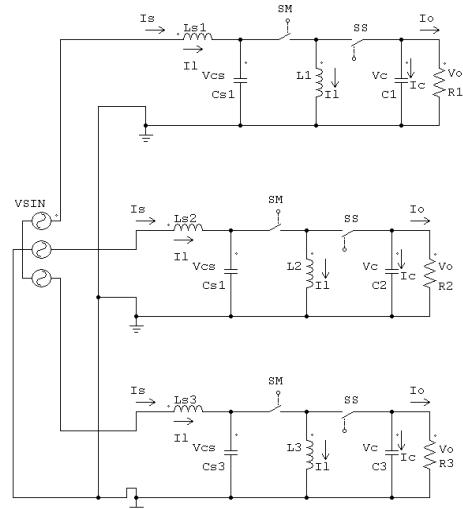 SM
Is Ls1 SS Io
Il Vcs Cs1 L1 Il Vc C1 Ic Vo R1
VSIN
SM
Is Ls2 SS Io
Il Vcs Cs1 L2 Il Vc C2 Ic Vo R2
SM
Is Ls3 SS Io
Il Vcs Cs3 L3 Il Vc C3 Ic Vo R3